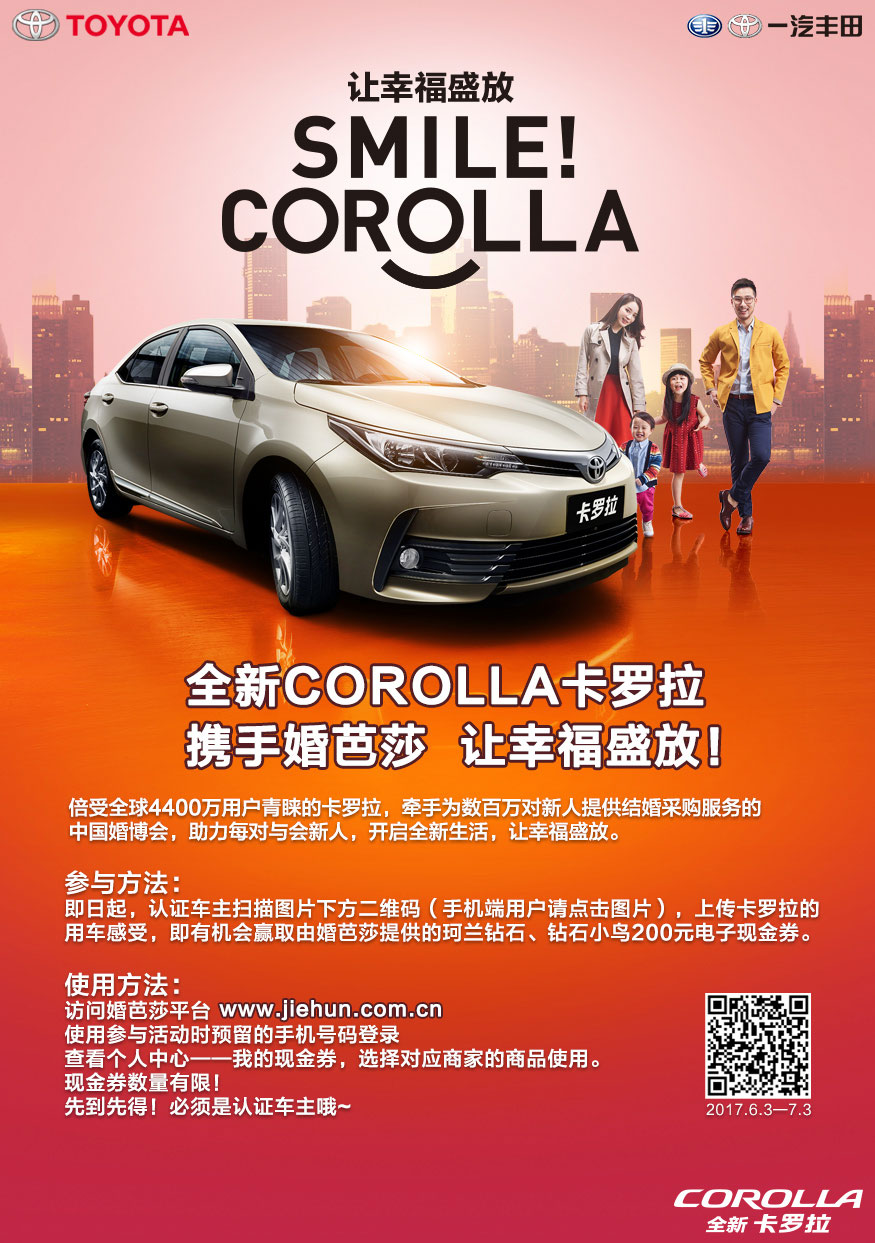 TOYOTA
一汽丰田
让幸福盛放
SMILE!
COROLLA
卡罗拉
全新COROLLA卡罗拉
携手婚芭莎 让幸福盛放！
倍受全球4400万用户青睐的卡罗拉，牵手为数百万对新人提供结婚采购服务的
中国婚博会，助力每对与会新人，开启全新生活，让幸福盛放。
参与方法：
即日起，认证车主扫描图片下方二维码（手机端用户请点击图片），上传卡罗拉的
用车感受，即有机会赢取由婚芭莎提供的珂兰钻石、钻石小鸟200元电子现金券。
使用方法：
访问婚芭莎平台 www.jiehun.com.cn
使用参与活动时预留的手机号码登录
查看个人中心——我的现金券，选择对应商家的商品使用。
现金券数量有限！
先到先得！必须是认证车主哦~
2017.6.3—7.3
COROLLA
全新 卡罗拉